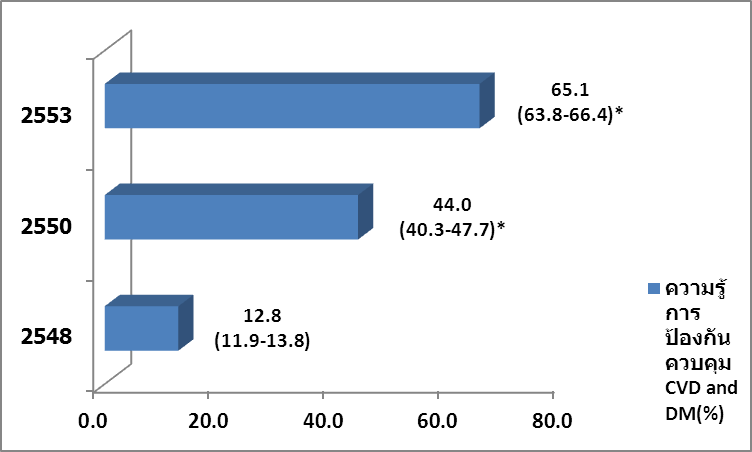 2553
65.1
(63.8-66.4)*
2550
44.0
(40.3-47.7)*
2548
12.8
(11.9-13.8)
0.0 20.0 40.0 60.0 80.0
ความรู้
การ
ป้องกัน
ควบคุม
CVD and
DM(%)